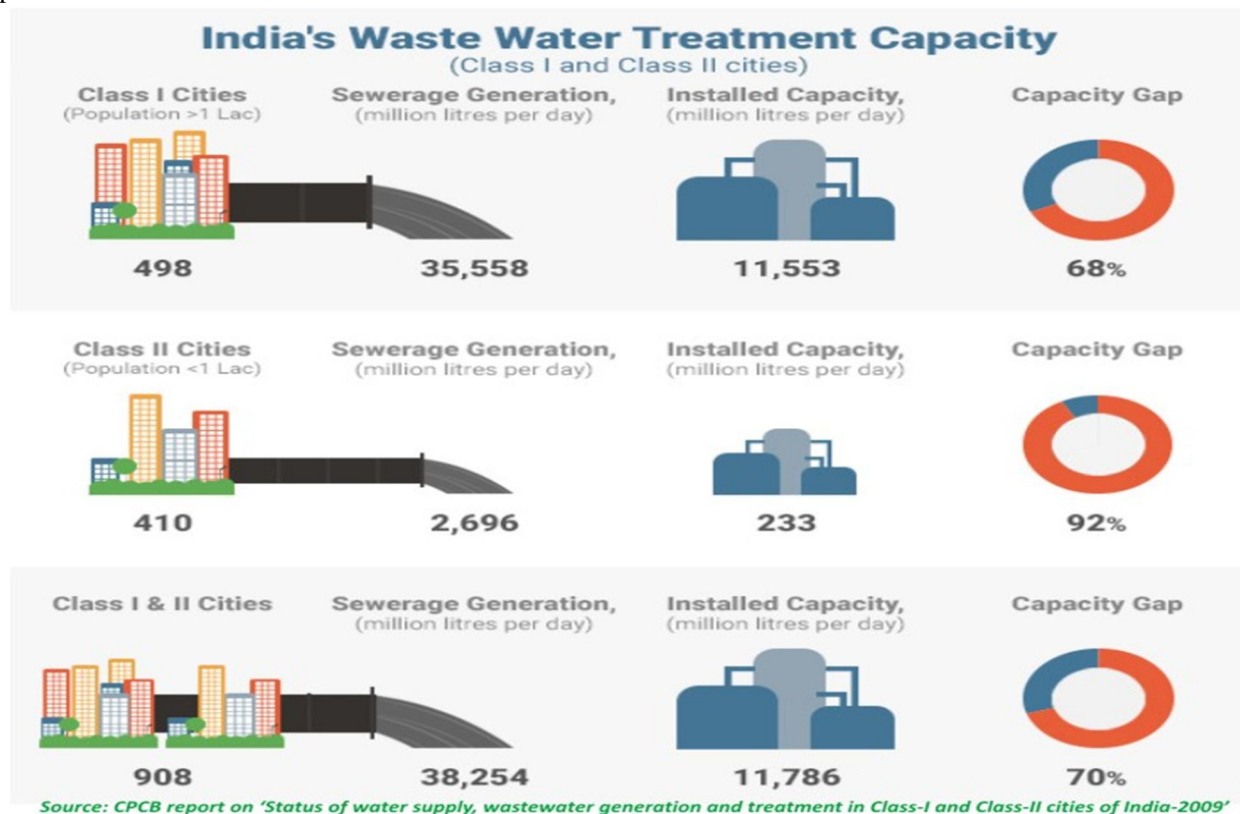 India's Waste Water Treatment Capacity
(Class I and Class II cities)
Class I Cities
(Population >1 Lac)
Sewerage Generation,
(million litres per day)
Installed Capacity,
(million litres per day)
Capacity Gap
498
35,558
11,553
68%
Class II Cities
(Population <1 Lac)
Sewerage Generation,
(million litres per day)
Installed Capacity,
(million litres per day)
Capacity Gap
410
2,696
233
92%
Class I & II Cities
Sewerage Generation,
(million litres per day)
Installed Capacity,
(million litres per day)
Capacity Gap
908
38,254
11,786
70%
Source: CPCB report on ‘Status of water supply, wastewater generation and treatment in Class-I and Class-II cities of India-2009’